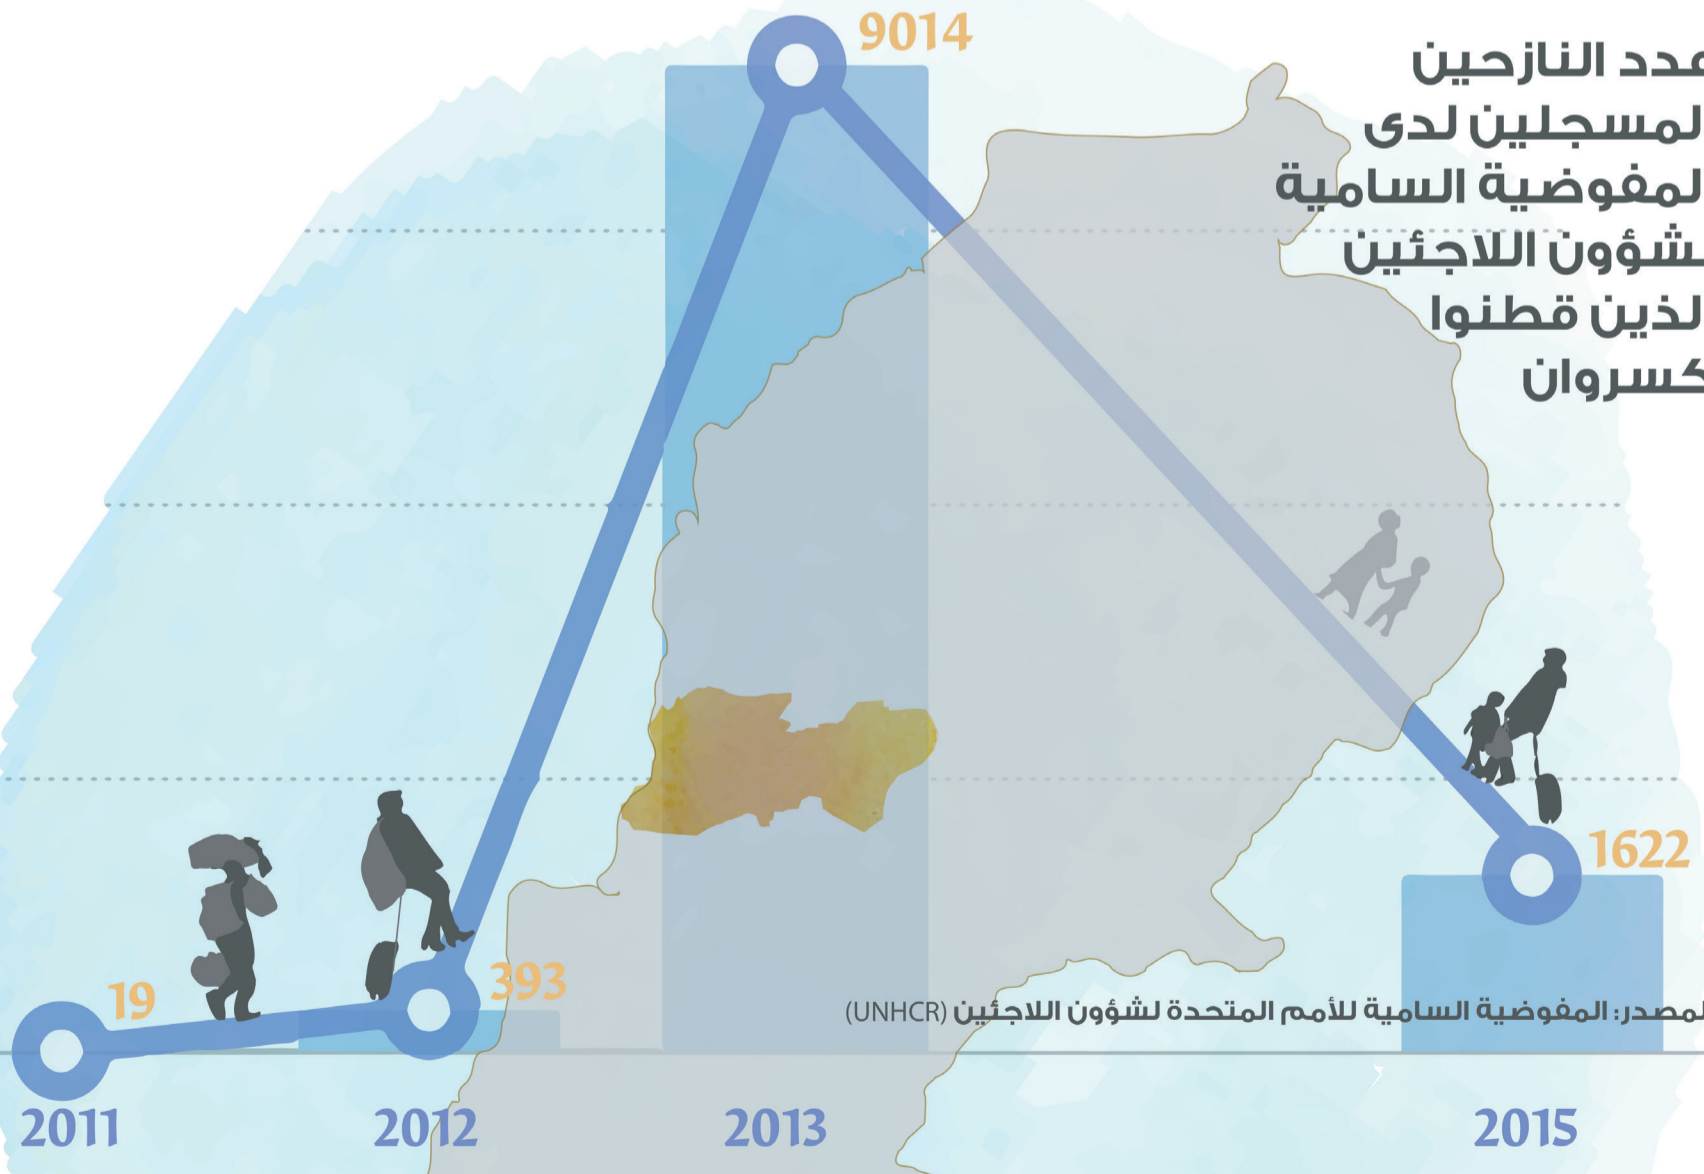 عدد النازحين
لمسجلين لدى
لمفوضية السامية
شؤون اللاجئين
لذين قطنوا
كسروان
9014
1622
393
19
لمصدر: المفوضية السامية للأمم المتحدة لشؤون اللاجئين (UNHCR)
2011 2012 2013 2015